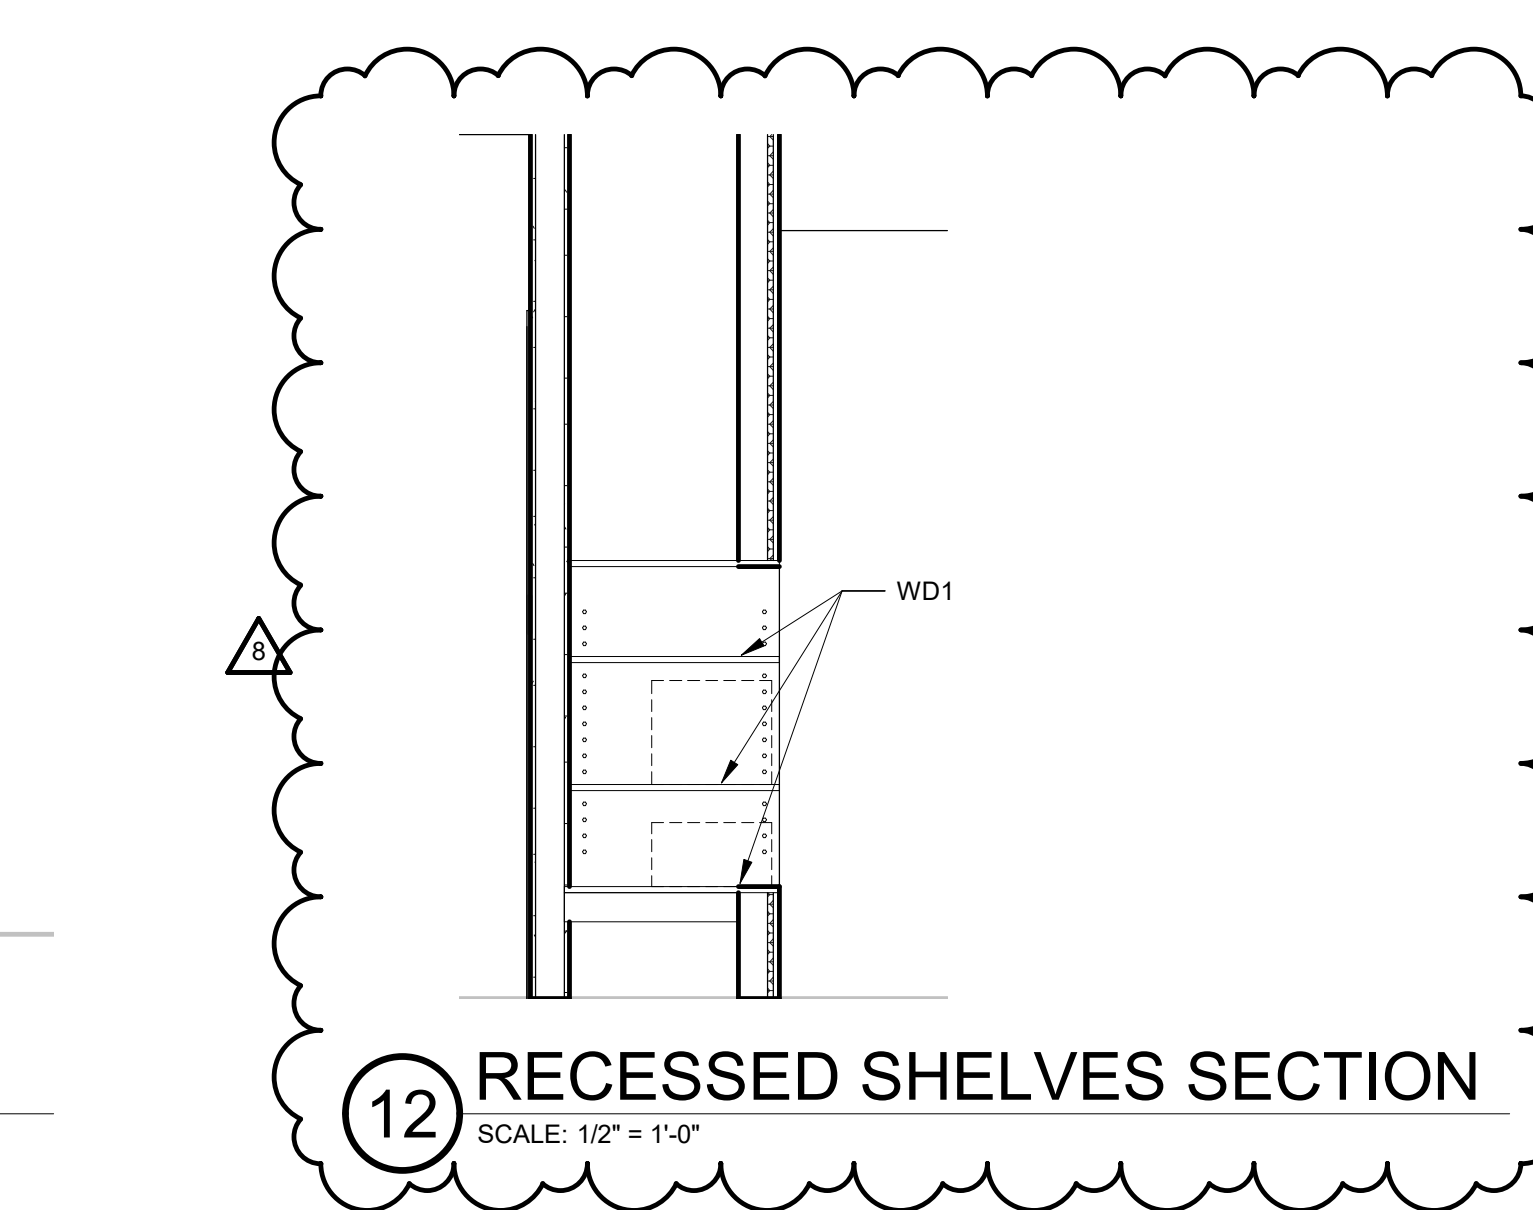 WD1
8
12
RECESSED SHELVES SECTION
SCALE: 1/2" = 1'-0"